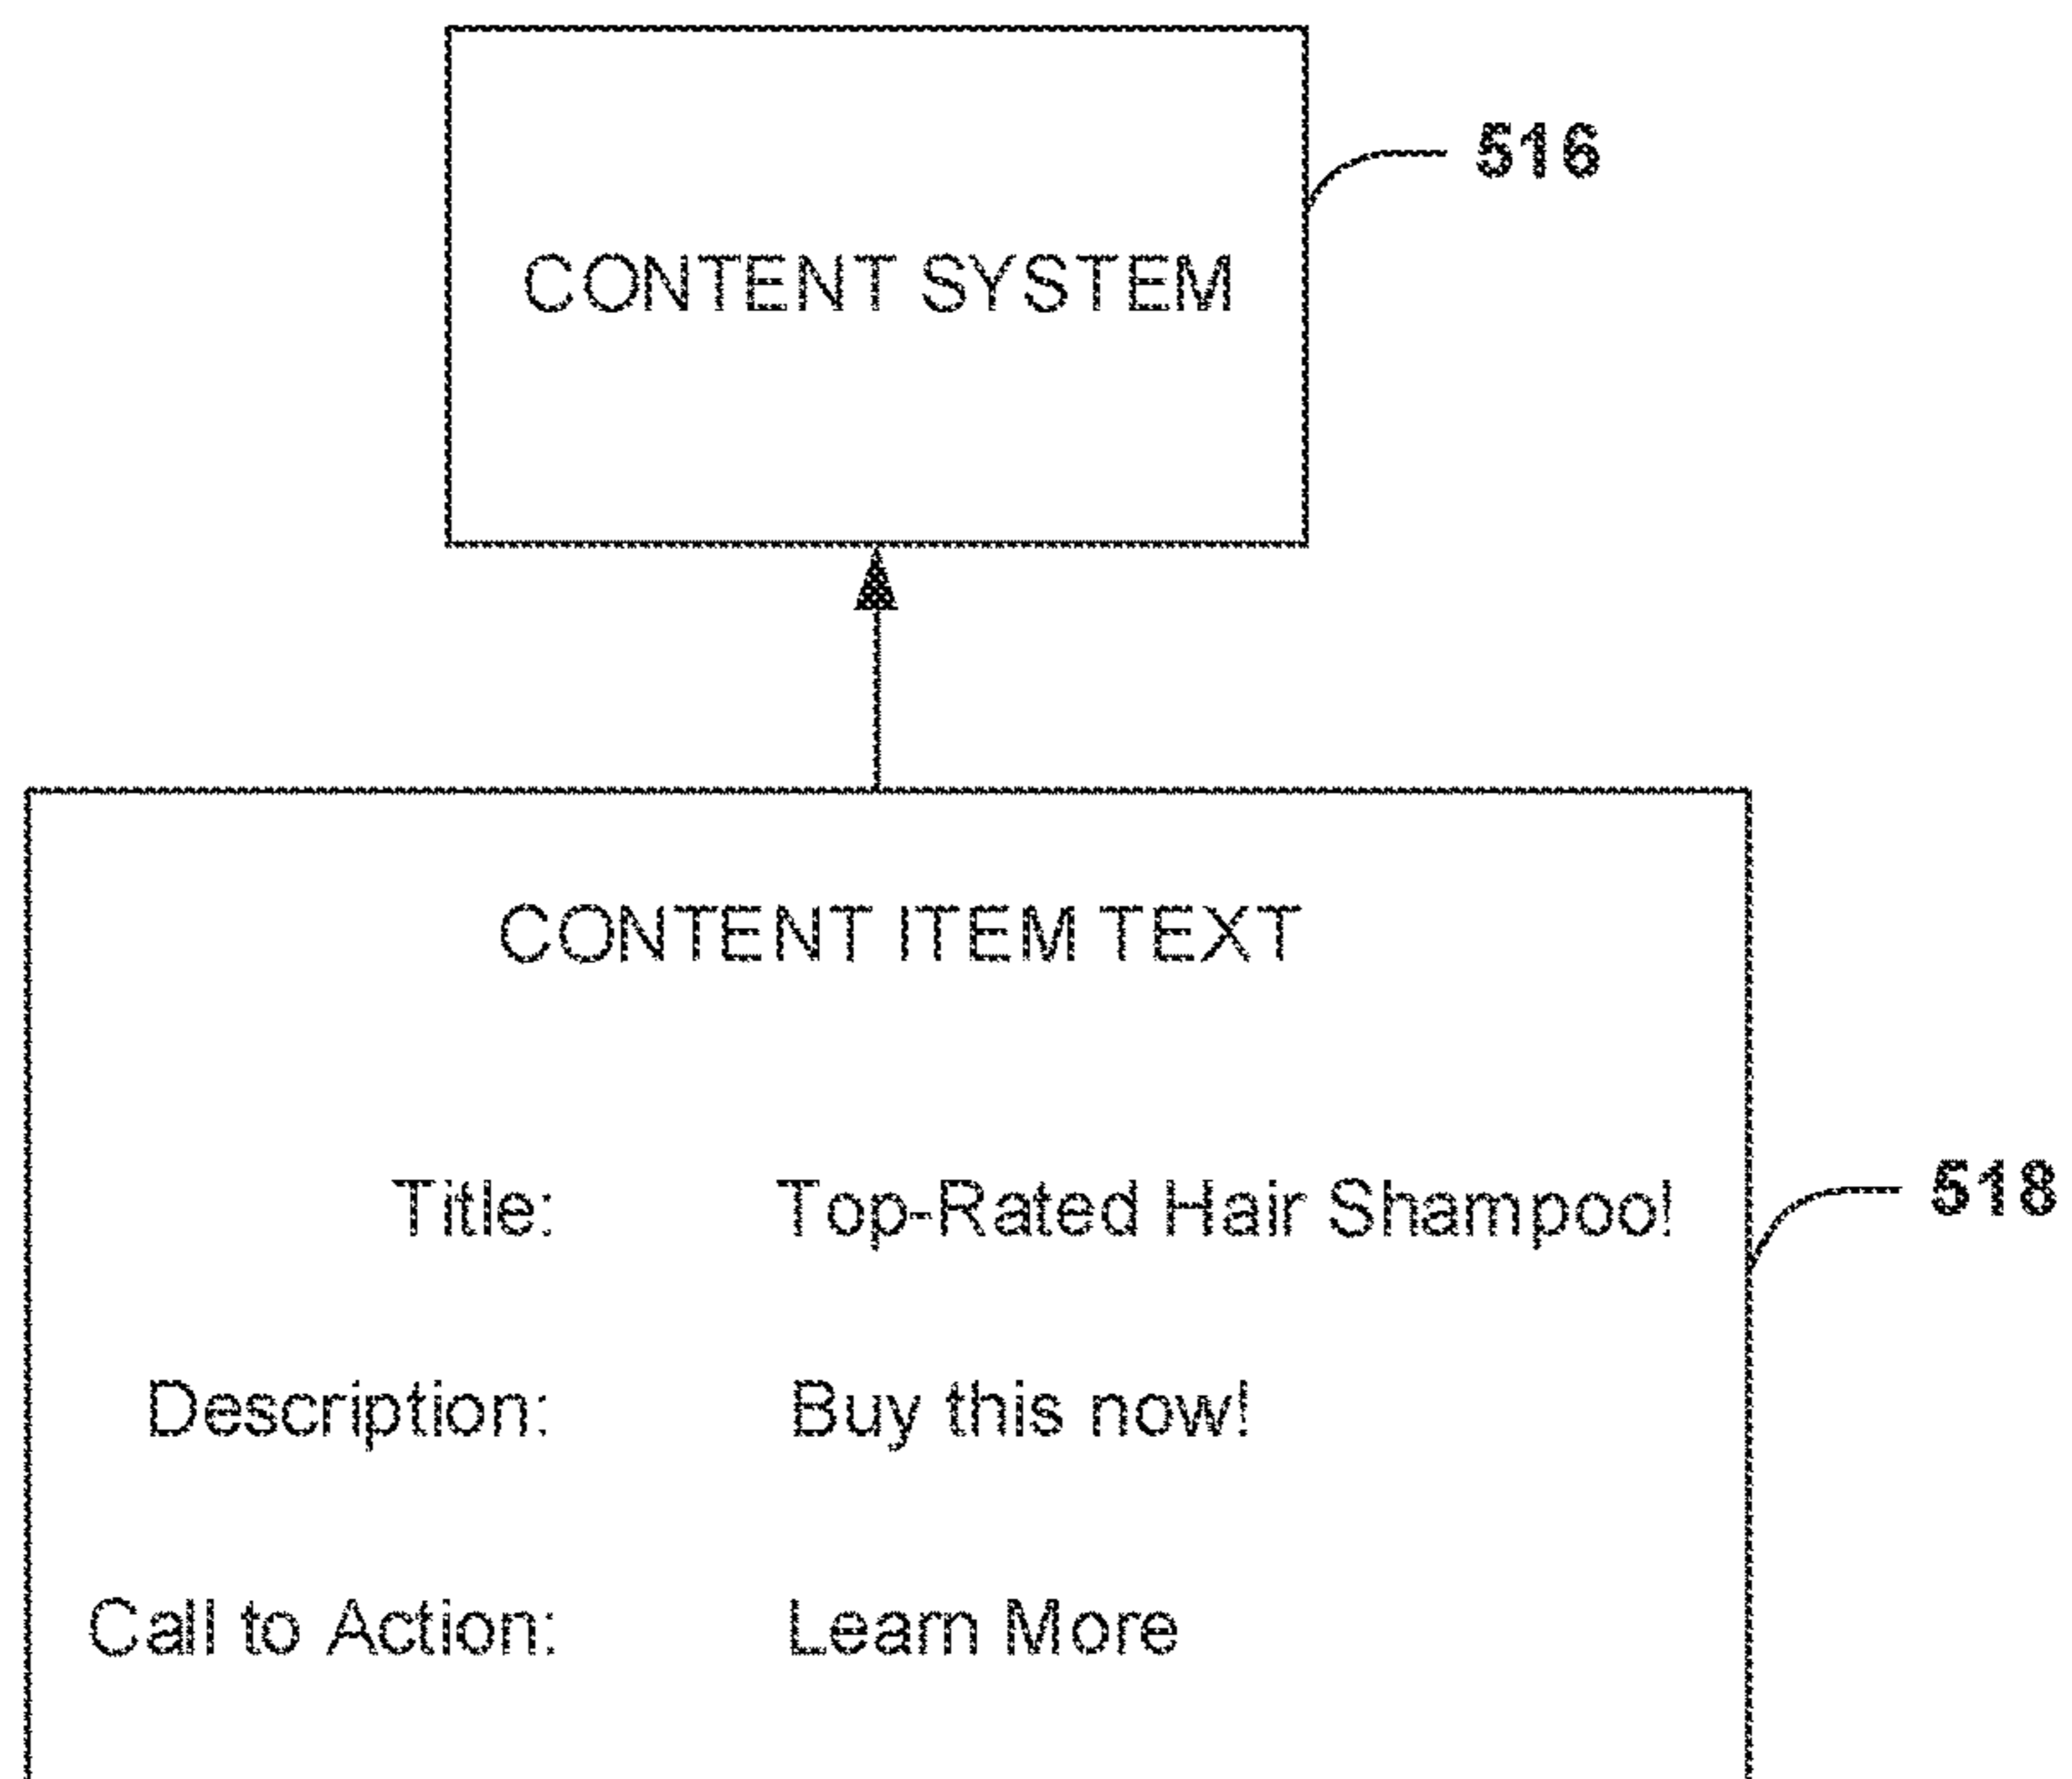 516
CONTENT SYSTEM
CONTENT ITEM TEXT
Title: Top-Rated Hair Shampoo!
518
Description: Buy this now!
Call to Action: Learn More